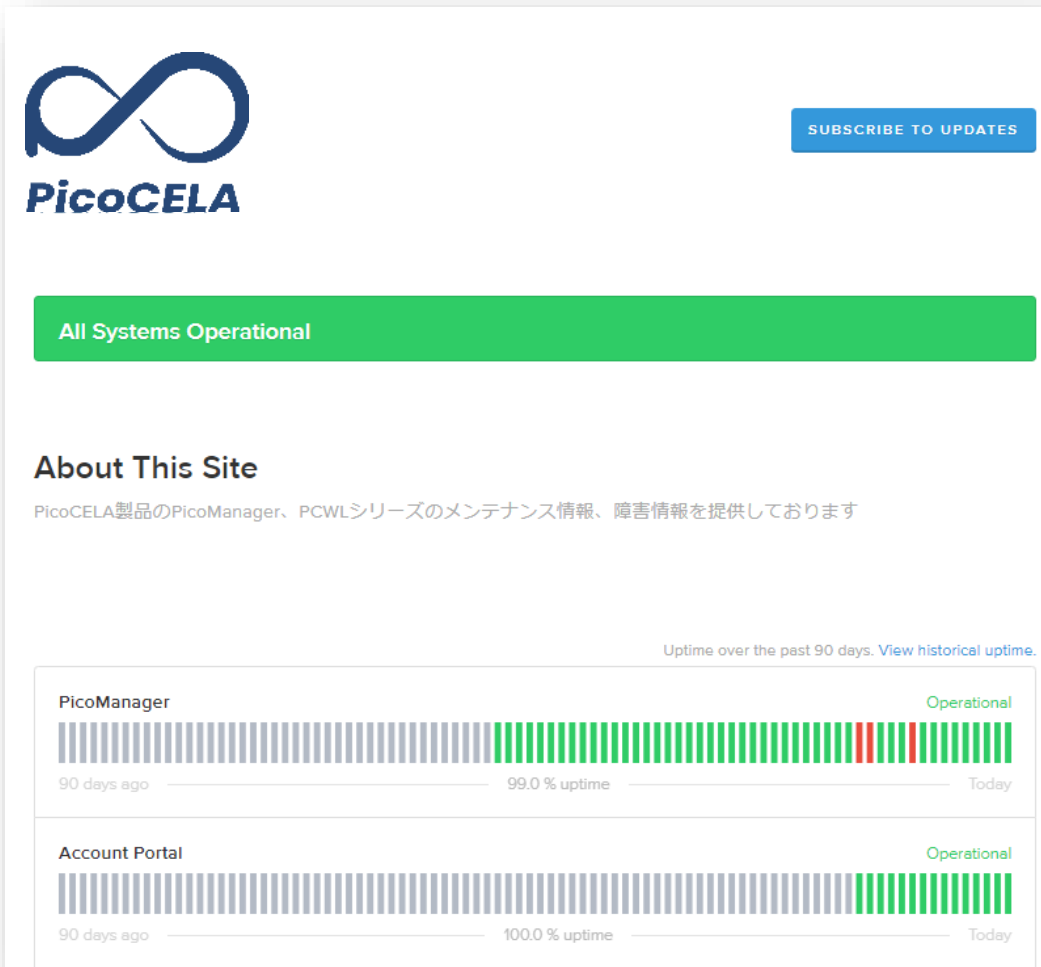 PicoCELA
SUBSCRIBE TO UPDATES
All Systems Operational
About This Site
PicoCELA製品のPicoManager、PCWLシリーズのメンテナンス情報、障害情報を提供しております
Uptime over the past 90 days. View historical uptime.
PicoManager
Operational
90 days ago
99.0 % uptime
Today
Account Portal
Operational
90 days ago
100.0 % uptime
Today